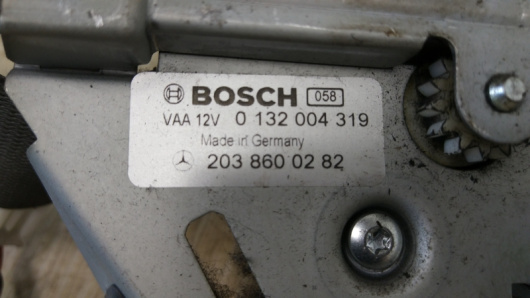 BOSCH 058
VAA 12V 0 132 004 319
Made in Germany
203 860 02 82